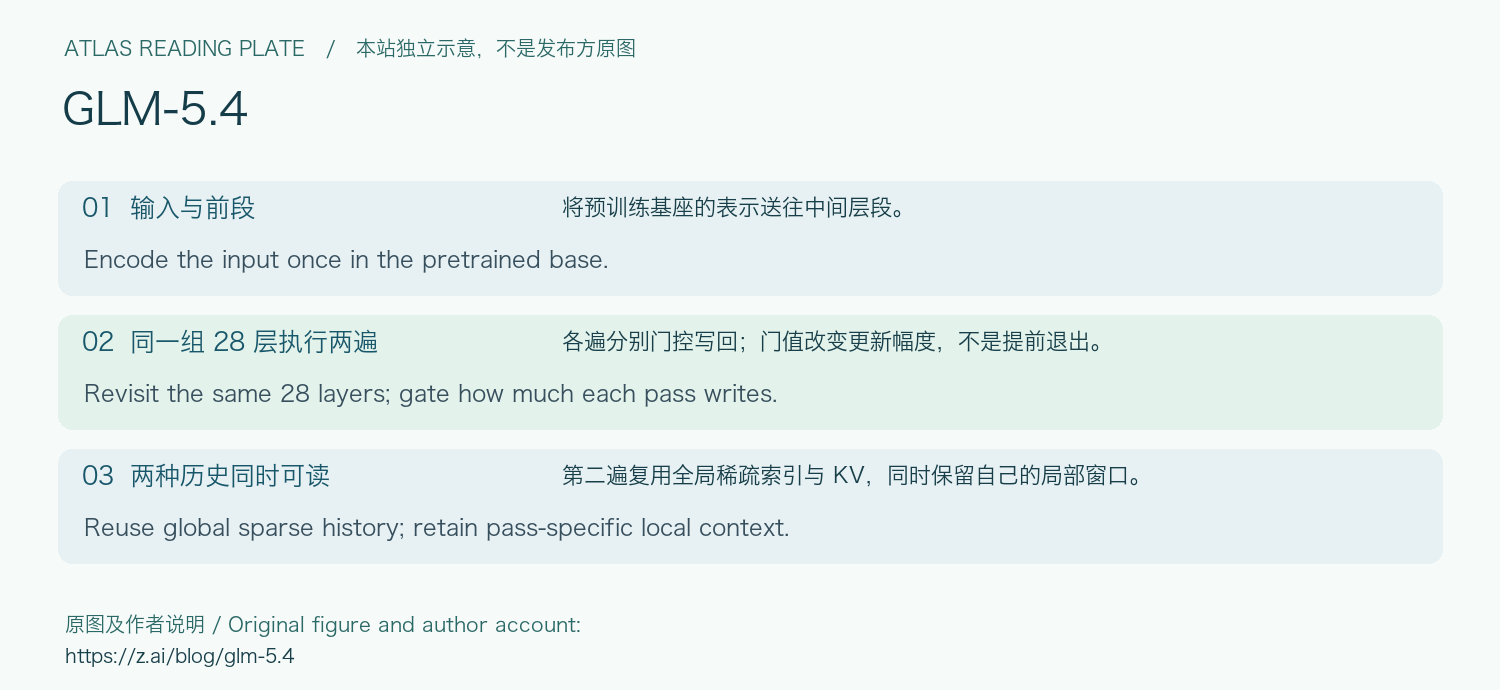 ATLAS READING PLATE / 本站独立示意，不是发布方原图
GLM-5.4
01 输入与前段
将预训练基座的表示送往中间层段。
Encode the input once in the pretrained base.
02 同一组 28 层执行两遍
各遍分别门控写回；门值改变更新幅度，不是提前退出。
Revisit the same 28 layers; gate how much each pass writes.
03 两种历史同时可读
第二遍复用全局稀疏索引与 KV，同时保留自己的局部窗口。
Reuse global sparse history; retain pass-specific local context.
原图及作者说明 / Original figure and author account:
https://z.ai/blog/glm-5.4